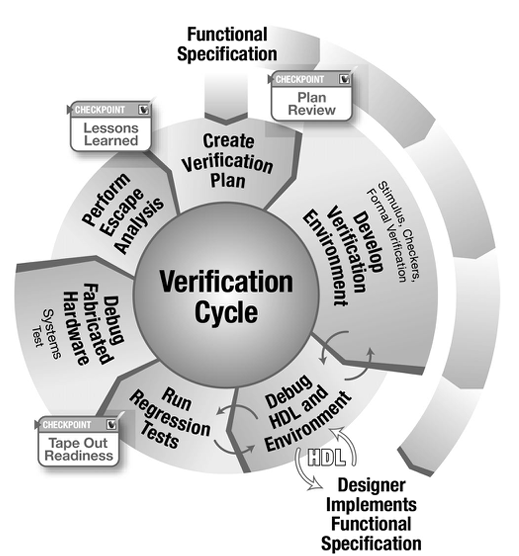 Functional
Specification
CHECKPOINT
Plan
Review
CHECKPOINT
Lessons
Learned
Create
Verification
Plan
Perform
Escape
Analysis
Stimulus, Checkers,
Formal Verification
Develop
Verification
Environment
Verification
Cycle
Debug
Fabricated
Hardware
Systems
Test
Debug
HDL and
Environment
Run
Regression
Tests
CHECKPOINT
Tape Out
Readiness
HDL
Designer
Implements
Functional
Specification